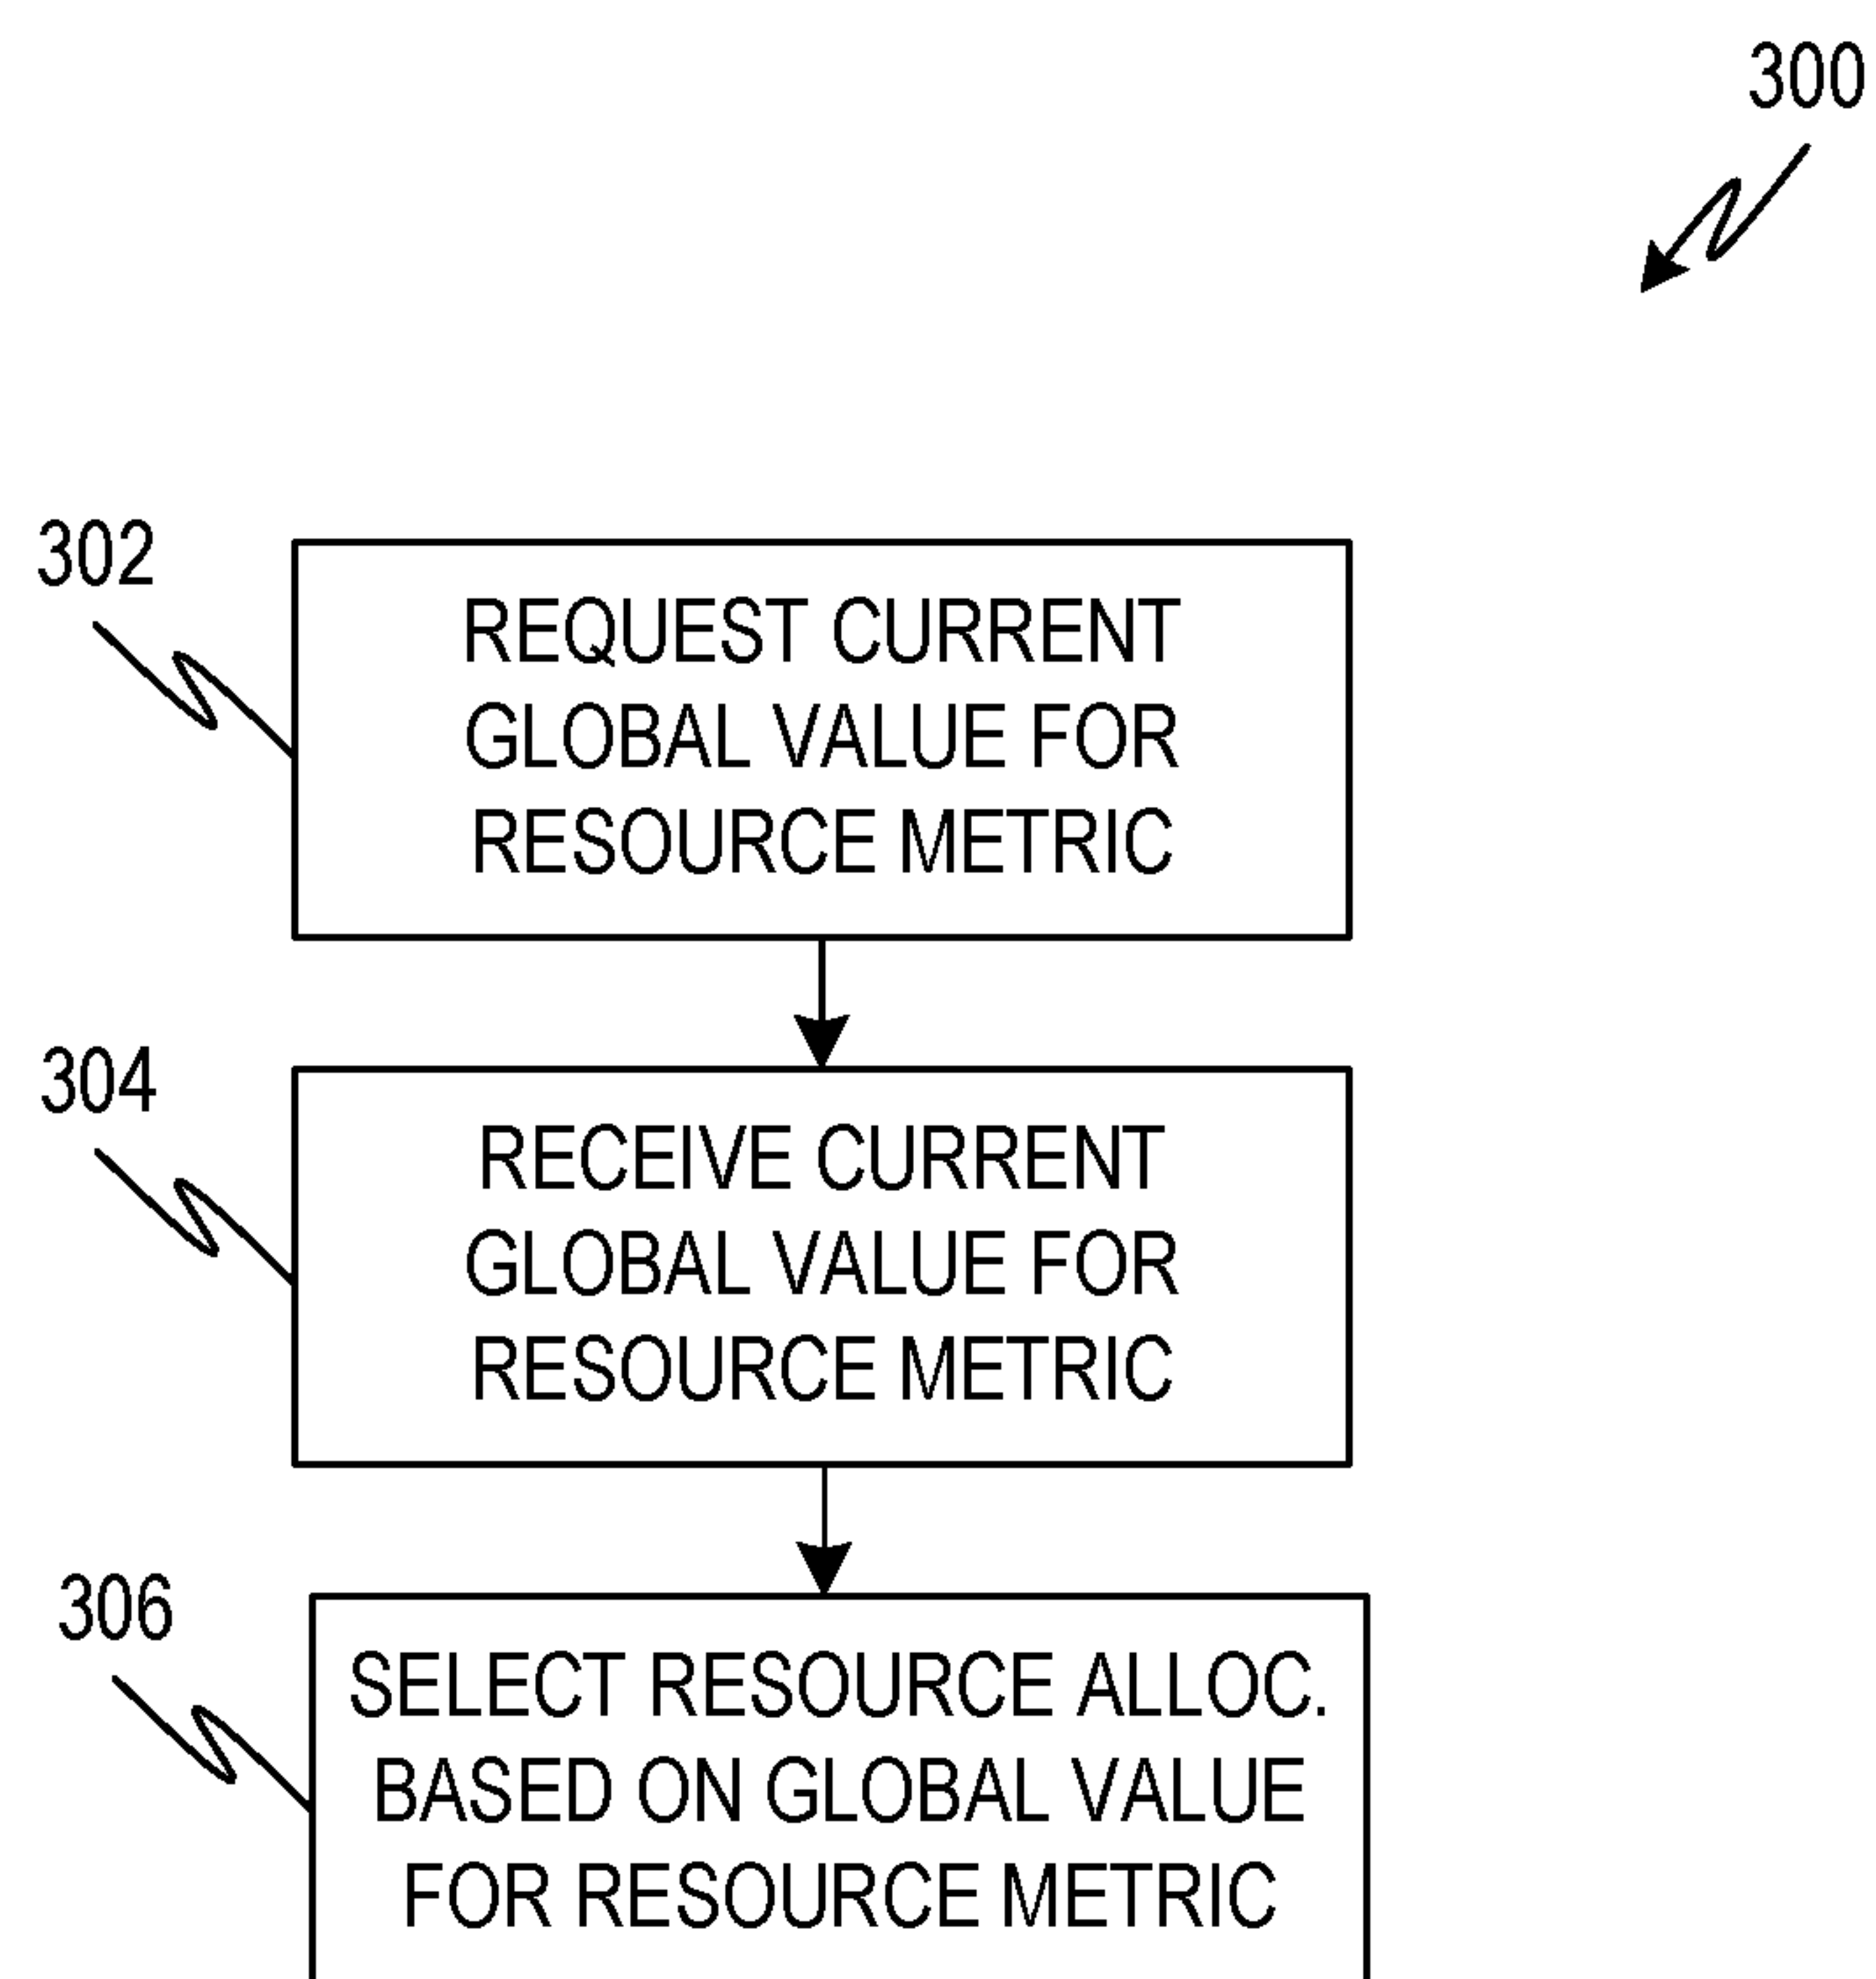 300
302
REQUEST CURRENT
GLOBAL VALUE FOR
RESOURCE METRIC
304
RECEIVE CURRENT
GLOBAL VALUE FOR
RESOURCE METRIC
306
SELECT RESOURCE ALLOC.
BASED ON GLOBAL VALUE
FOR RESOURCE METRIC